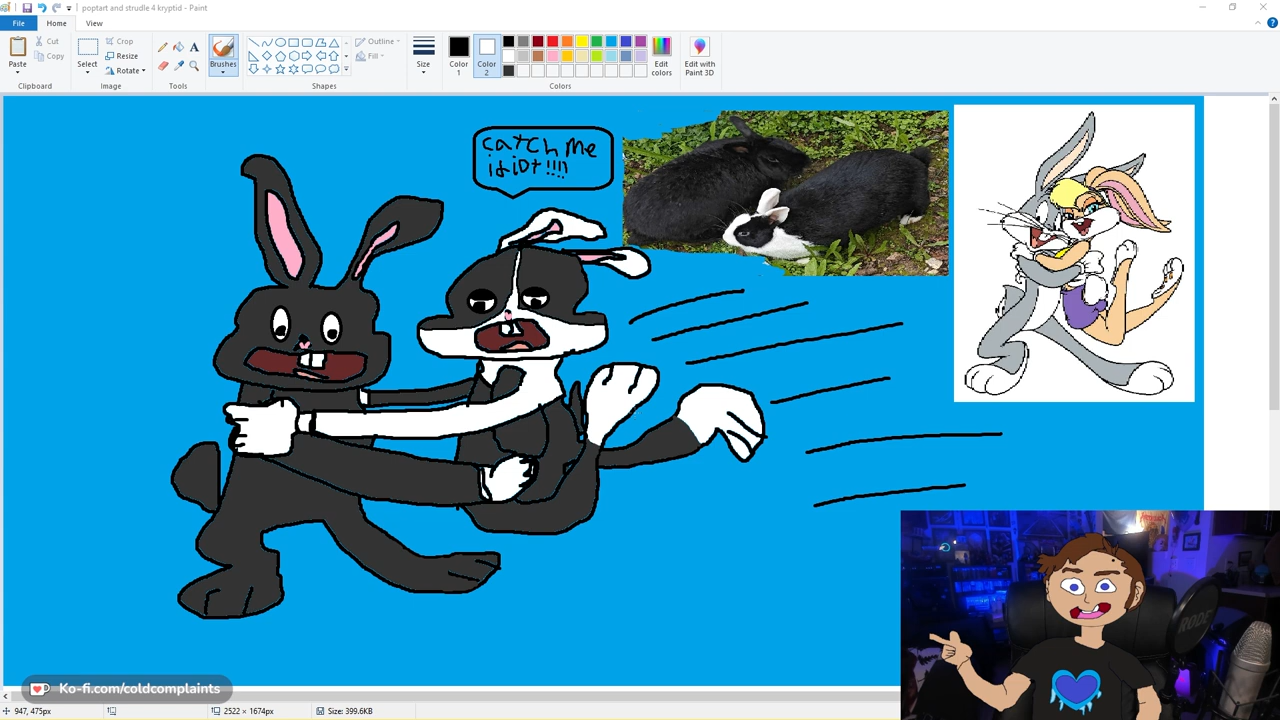 poptart and strudle 4 kryptid - Paint
File
Home
View
Paste
Cut
Copy
Clipboard
Select
Crop
Resize
Rotate
Image
Tools
Brushes
Shapes
Outline
Fill
Size
Color 1
Color 2
Colors
Edit colors
Edit with Paint 3D
catch me
idiot!!!!
RODE
Ko-fi.com/coldcomplaints
947, 475px
2522 × 1674px
Size: 399.6KB